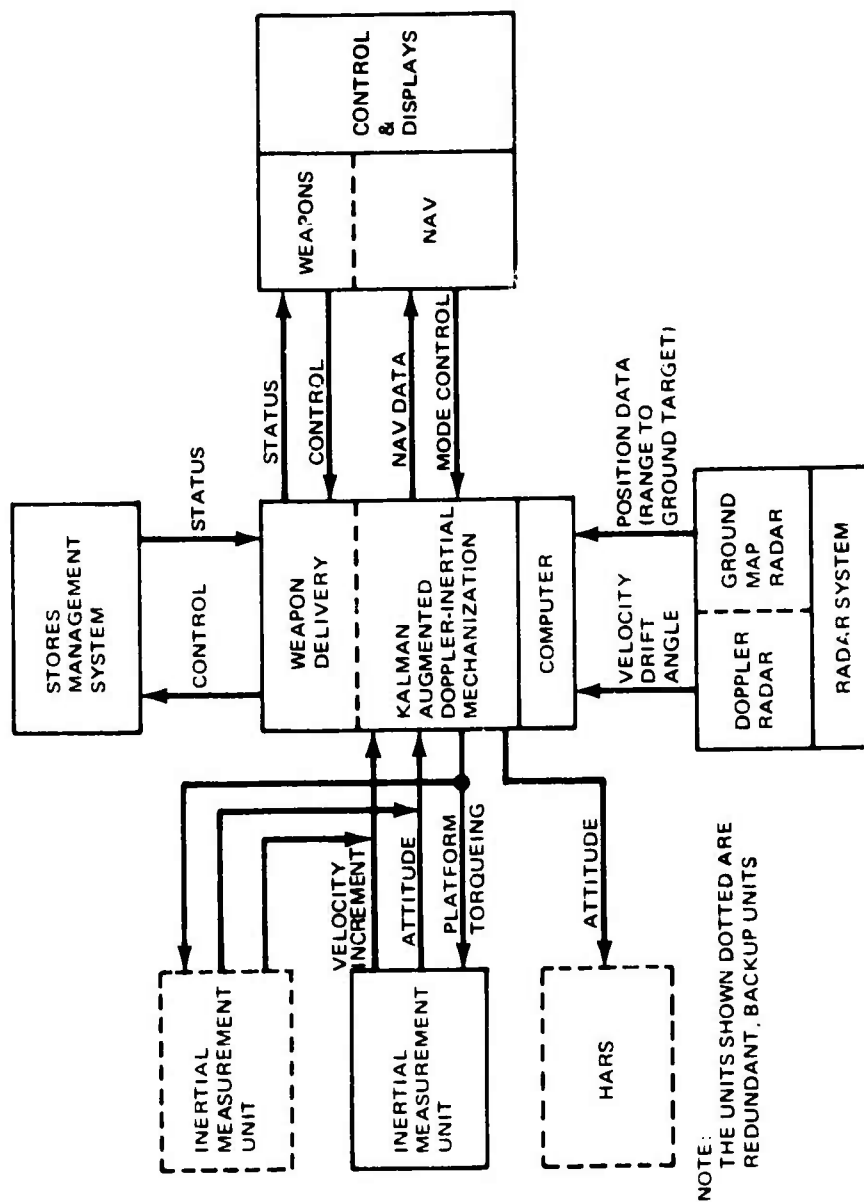 STORES
MANAGEMENT
SYSTEM
CONTROL
STATUS
INERTIAL
MEASUREMENT
UNIT
VELOCITY
INCREMENT
ATTITUDE
PLATFORM
TORQUEING
INERTIAL
MEASUREMENT
UNIT
HARS
ATTITUDE
WEAPON
DELIVERY
KALMAN
AUGMENTED
DOPPLER-INERTIAL
MECHANIZATION
COMPUTER
STATUS
CONTROL
NAV DATA
MODE CONTROL
WEAPONS
NAV
CONTROL
&
DISPLAYS
VELOCITY
DRIFT
ANGLE
POSITION DATA
(RANGE TO
GROUND TARGET)
DOPPLER
RADAR
GROUND
MAP
RADAR
RADAR SYSTEM
NOTE:
THE UNITS SHOWN DOTTED ARE
REDUNDANT, BACKUP UNITS